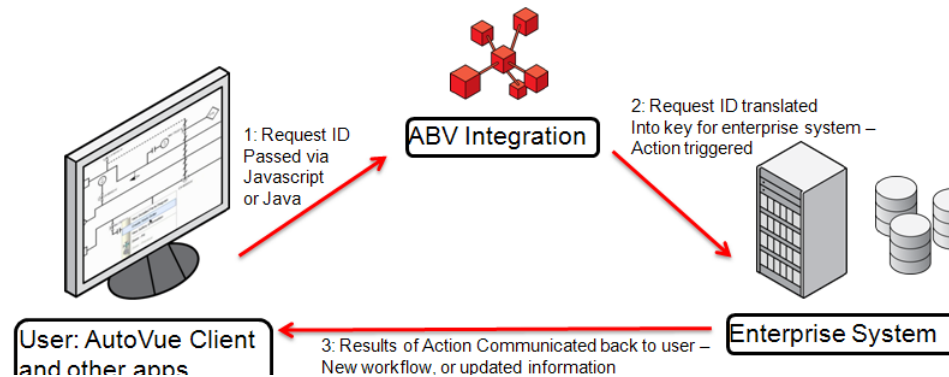 1: Request ID
Passed via
Javascript
or Java
ABV Integration
2: Request ID translated
Into key for enterprise system –
Action triggered
Enterprise System
User: AutoVue Client
and other apps
3: Results of Action Communicated back to user –
New workflow, or updated information